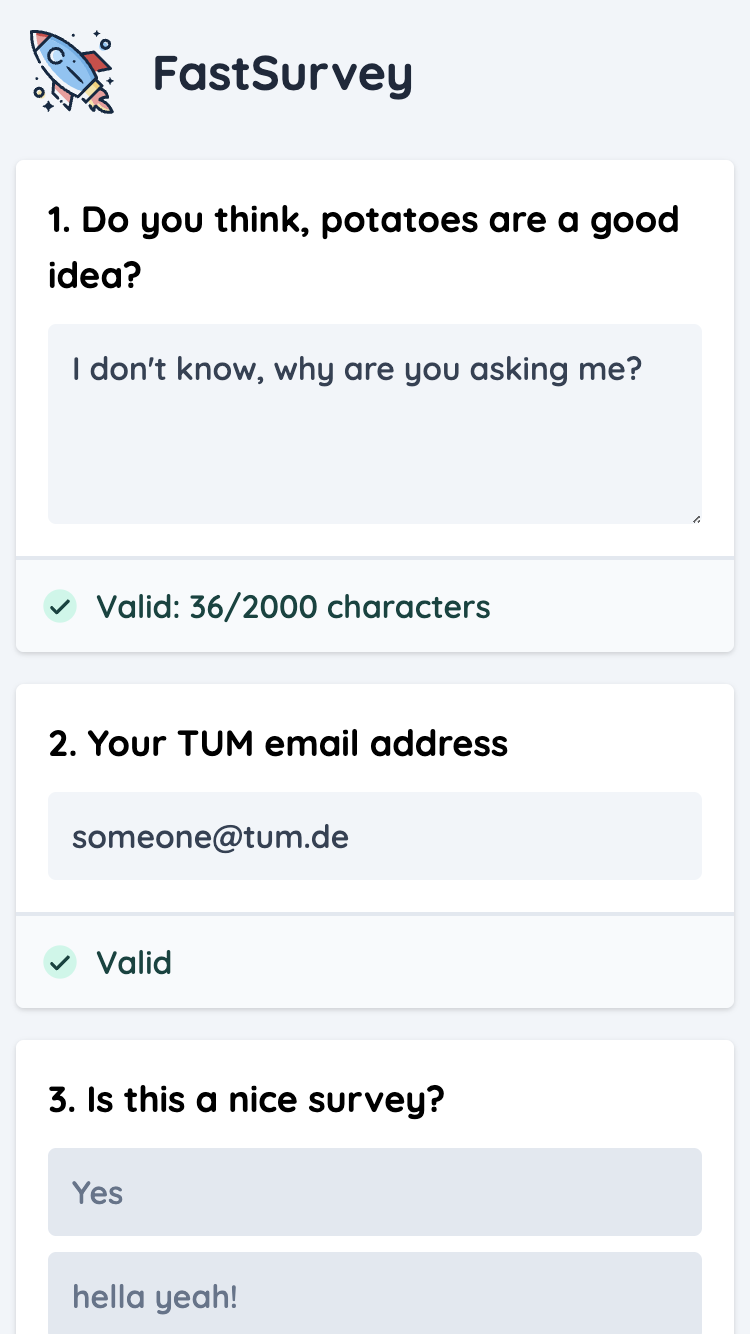 FastSurvey
1. Do you think, potatoes are a good
idea?
I don't know, why are you asking me?
Valid: 36/2000 characters
2. Your TUM email address
someone@tum.de
Valid
3. Is this a nice survey?
Yes
hella yeah!